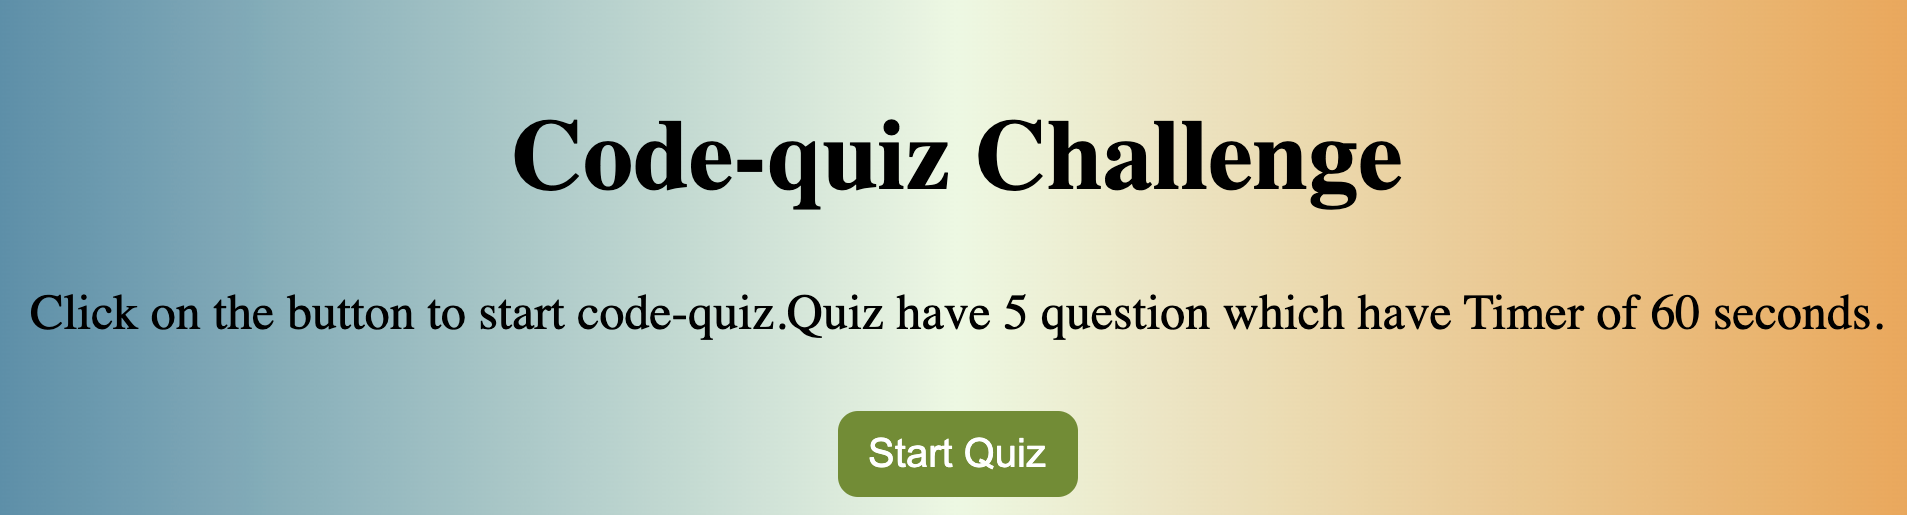 Code-quiz Challenge
Click on the button to start code-quiz.Quiz have 5 question which have Timer of 60 seconds.
Start Quiz